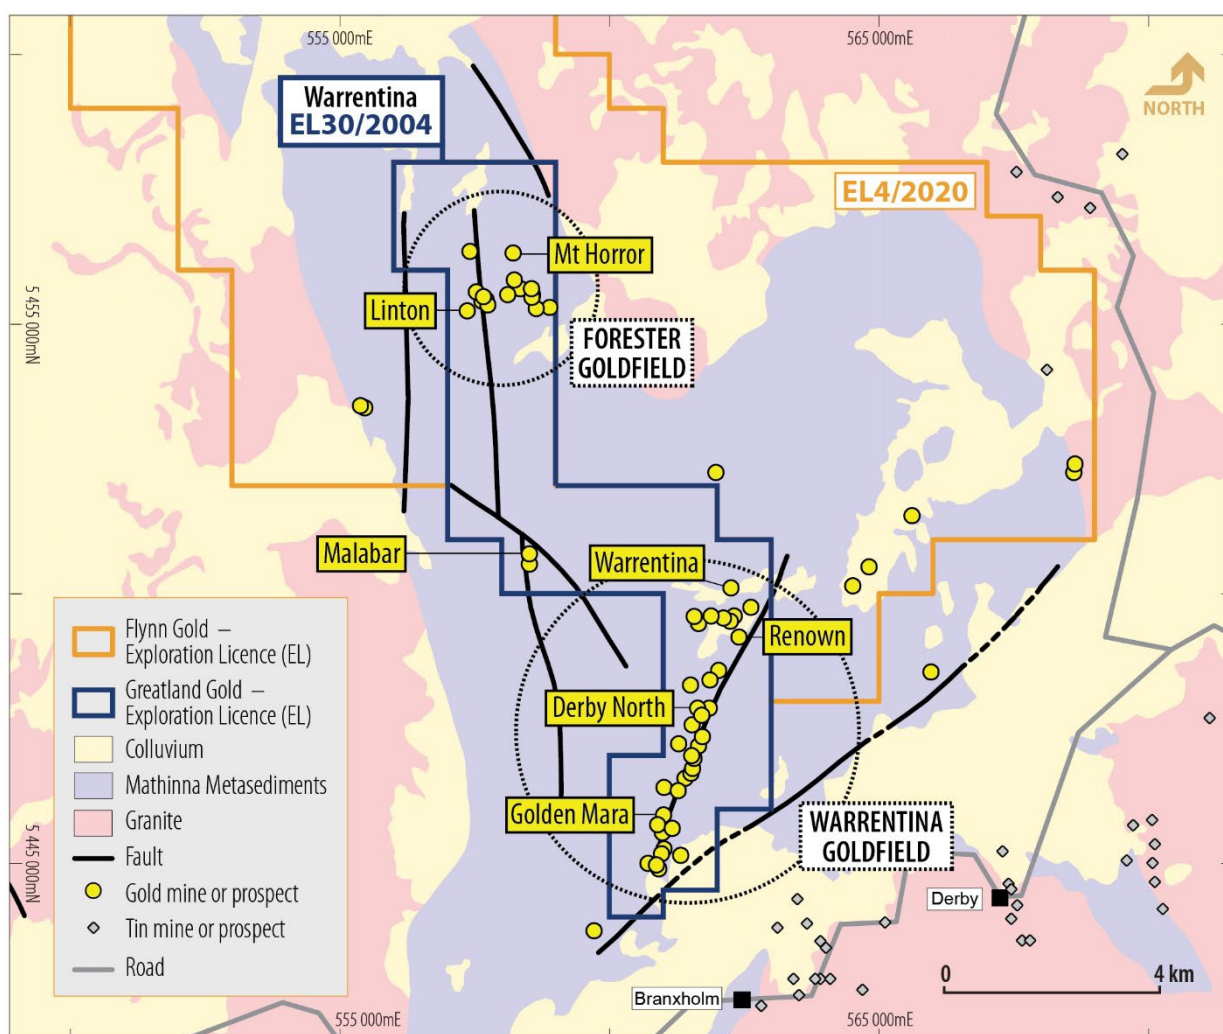 555 000mE
565 000mE
Warrentina
EL30/2004
NORTH
EL4/2020
Mt Horror
Linton
5 455 000mN
FORESTER
GOLDFIELD
Malabar
Warrentina
Renown
Derby North
Golden Mara
WARRENTINA
GOLDFIELD
5 445 000mN
Flynn Gold –
Exploration Licence (EL)
Greatland Gold –
Exploration Licence (EL)
Colluvium
Mathinna Metasediments
Granite
Fault
Gold mine or prospect
Tin mine or prospect
Road
Derby
Branxholm
0
4 km
555 000mE
565 000mE